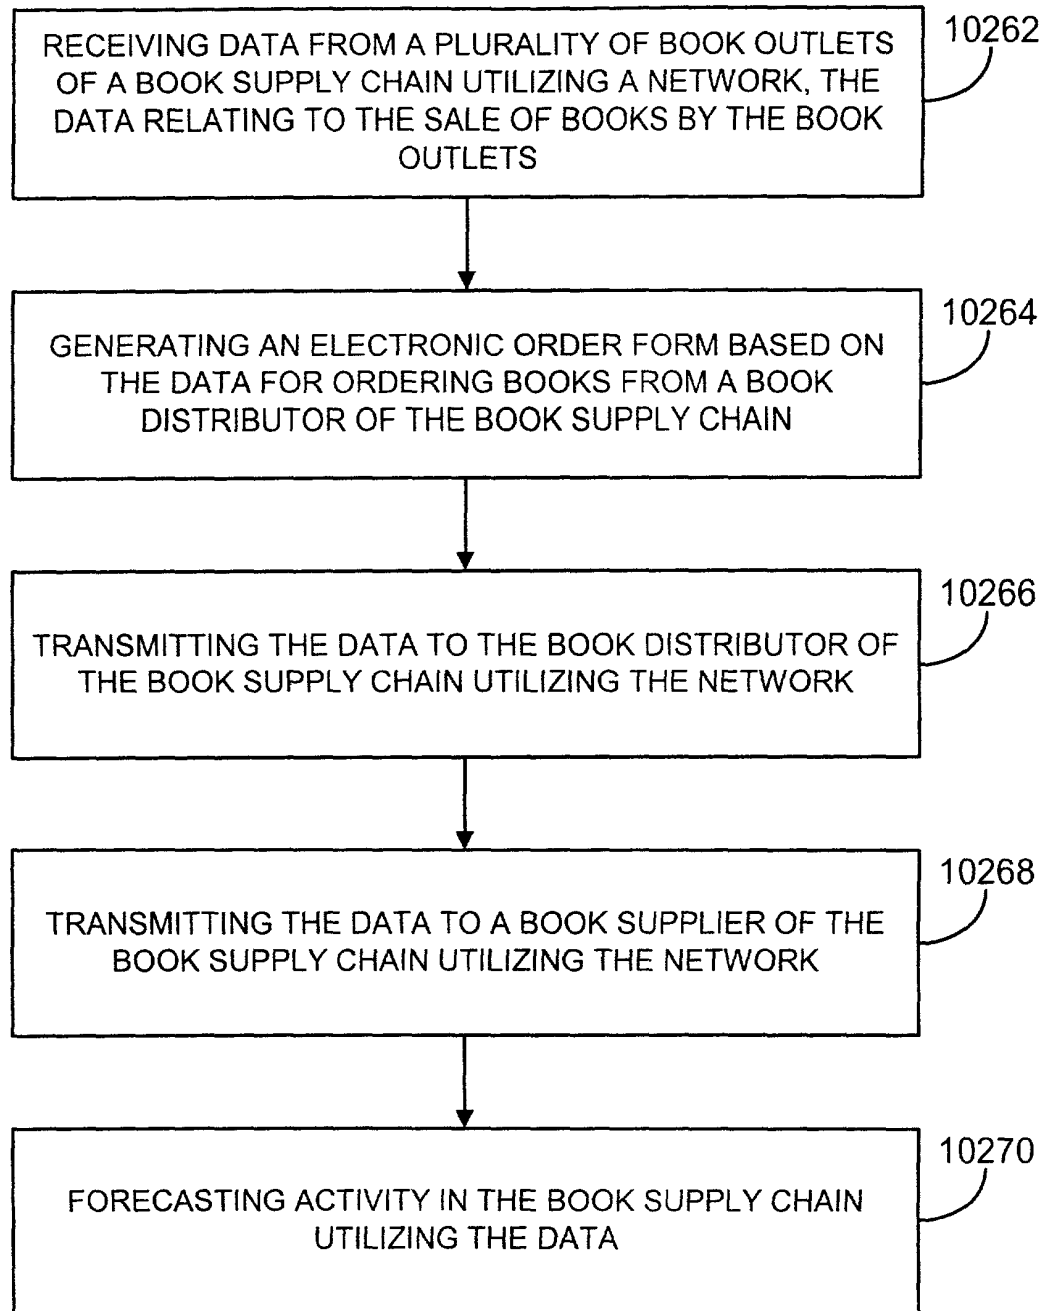 RECEIVING DATA FROM A PLURALITY OF BOOK OUTLETS
OF A BOOK SUPPLY CHAIN UTILIZING A NETWORK, THE
DATA RELATING TO THE SALE OF BOOKS BY THE BOOK
OUTLETS
10262
GENERATING AN ELECTRONIC ORDER FORM BASED ON
THE DATA FOR ORDERING BOOKS FROM A BOOK
DISTRIBUTOR OF THE BOOK SUPPLY CHAIN
10264
TRANSMITTING THE DATA TO THE BOOK DISTRIBUTOR OF
THE BOOK SUPPLY CHAIN UTILIZING THE NETWORK
10266
TRANSMITTING THE DATA TO A BOOK SUPPLIER OF THE
BOOK SUPPLY CHAIN UTILIZING THE NETWORK
10268
FORECASTING ACTIVITY IN THE BOOK SUPPLY CHAIN
UTILIZING THE DATA
10270